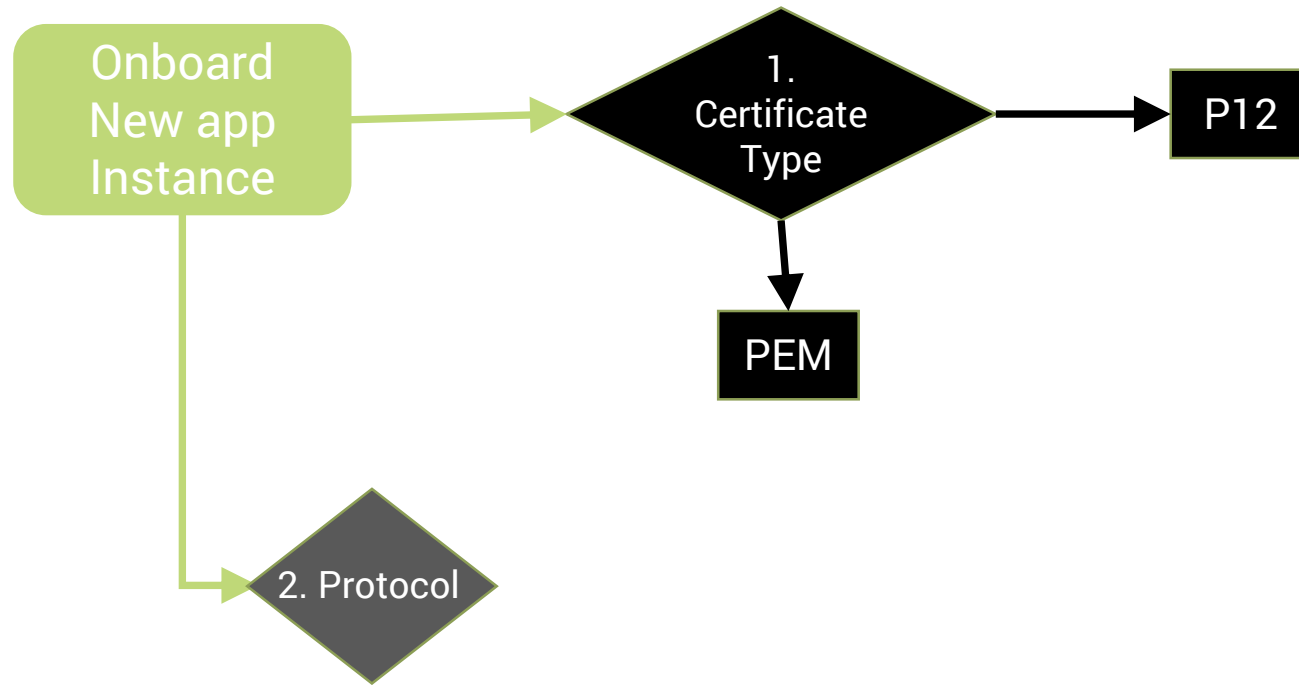 Onboard
New app
Instance
1.
Certificate
Type
P12
PEM
2. Protocol